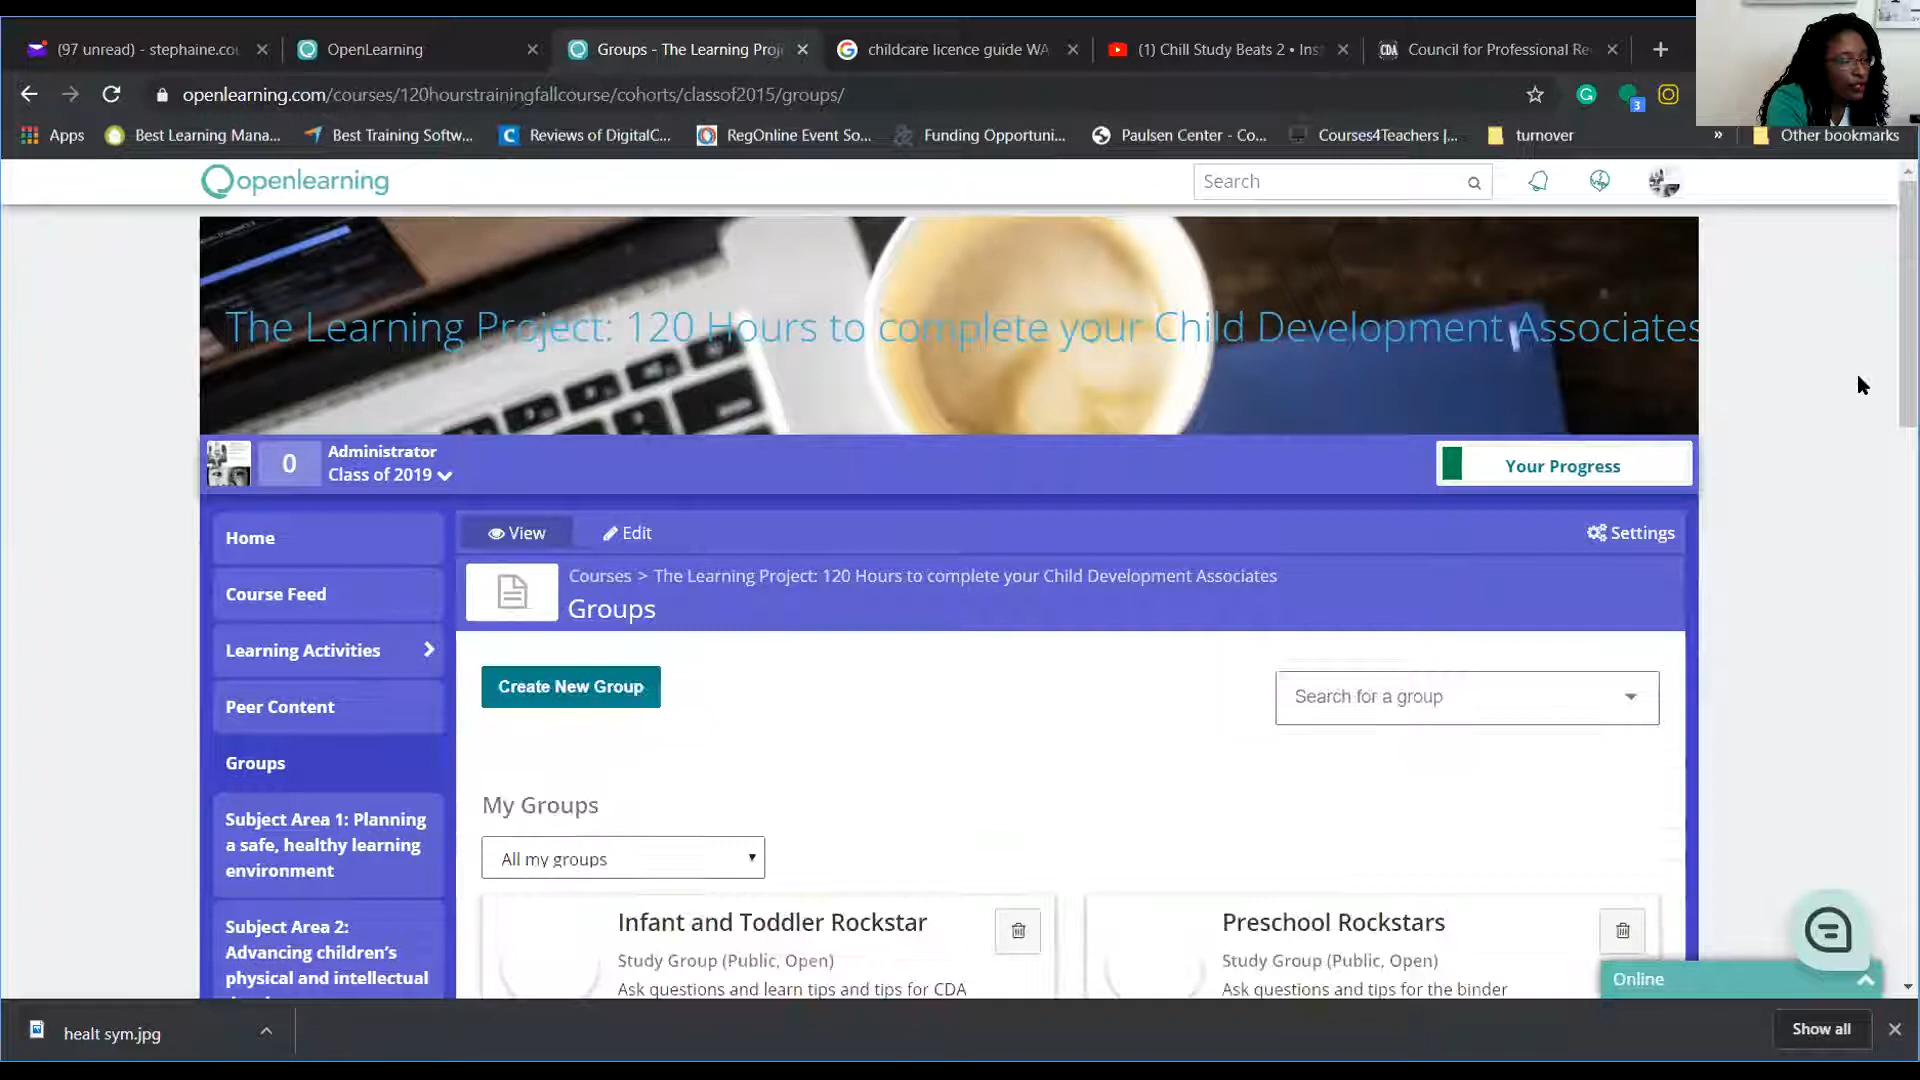 (97 unread) - stephaine.co
OpenLearning
Groups - The Learning Proj
childcare licence guide WA
(1) Chill Study Beats 2 • Ins
CDA Council for Professional Re
openlearning.com/courses/120hourstrainingfallcourse/cohorts/classof2015/groups/
3
Apps
Best Learning Mana...
Best Training Softw...
Reviews of DigitalC...
RegOnline Event So...
Funding Opportuni...
Paulsen Center - Co...
Courses4Teachers |...
turnover
»
Other bookmarks
openlearning
Search
The Learning Project: 120 Hours to complete your Child Development Associates
0
Administrator
Class of 2019
Your Progress
Home
Course Feed
Learning Activities
Peer Content
Groups
Subject Area 1: Planning
a safe, healthy learning
environment
Subject Area 2:
Advancing children's
physical and intellectual
View
Edit
Settings
Courses > The Learning Project: 120 Hours to complete your Child Development Associates
Groups
Create New Group
Search for a group
My Groups
All my groups
Infant and Toddler Rockstar
Study Group (Public, Open)
Ask questions and learn tips and tips for CDA
Preschool Rockstars
Study Group (Public, Open)
Ask questions and tips for the binder
Online
healt sym.jpg
Show all